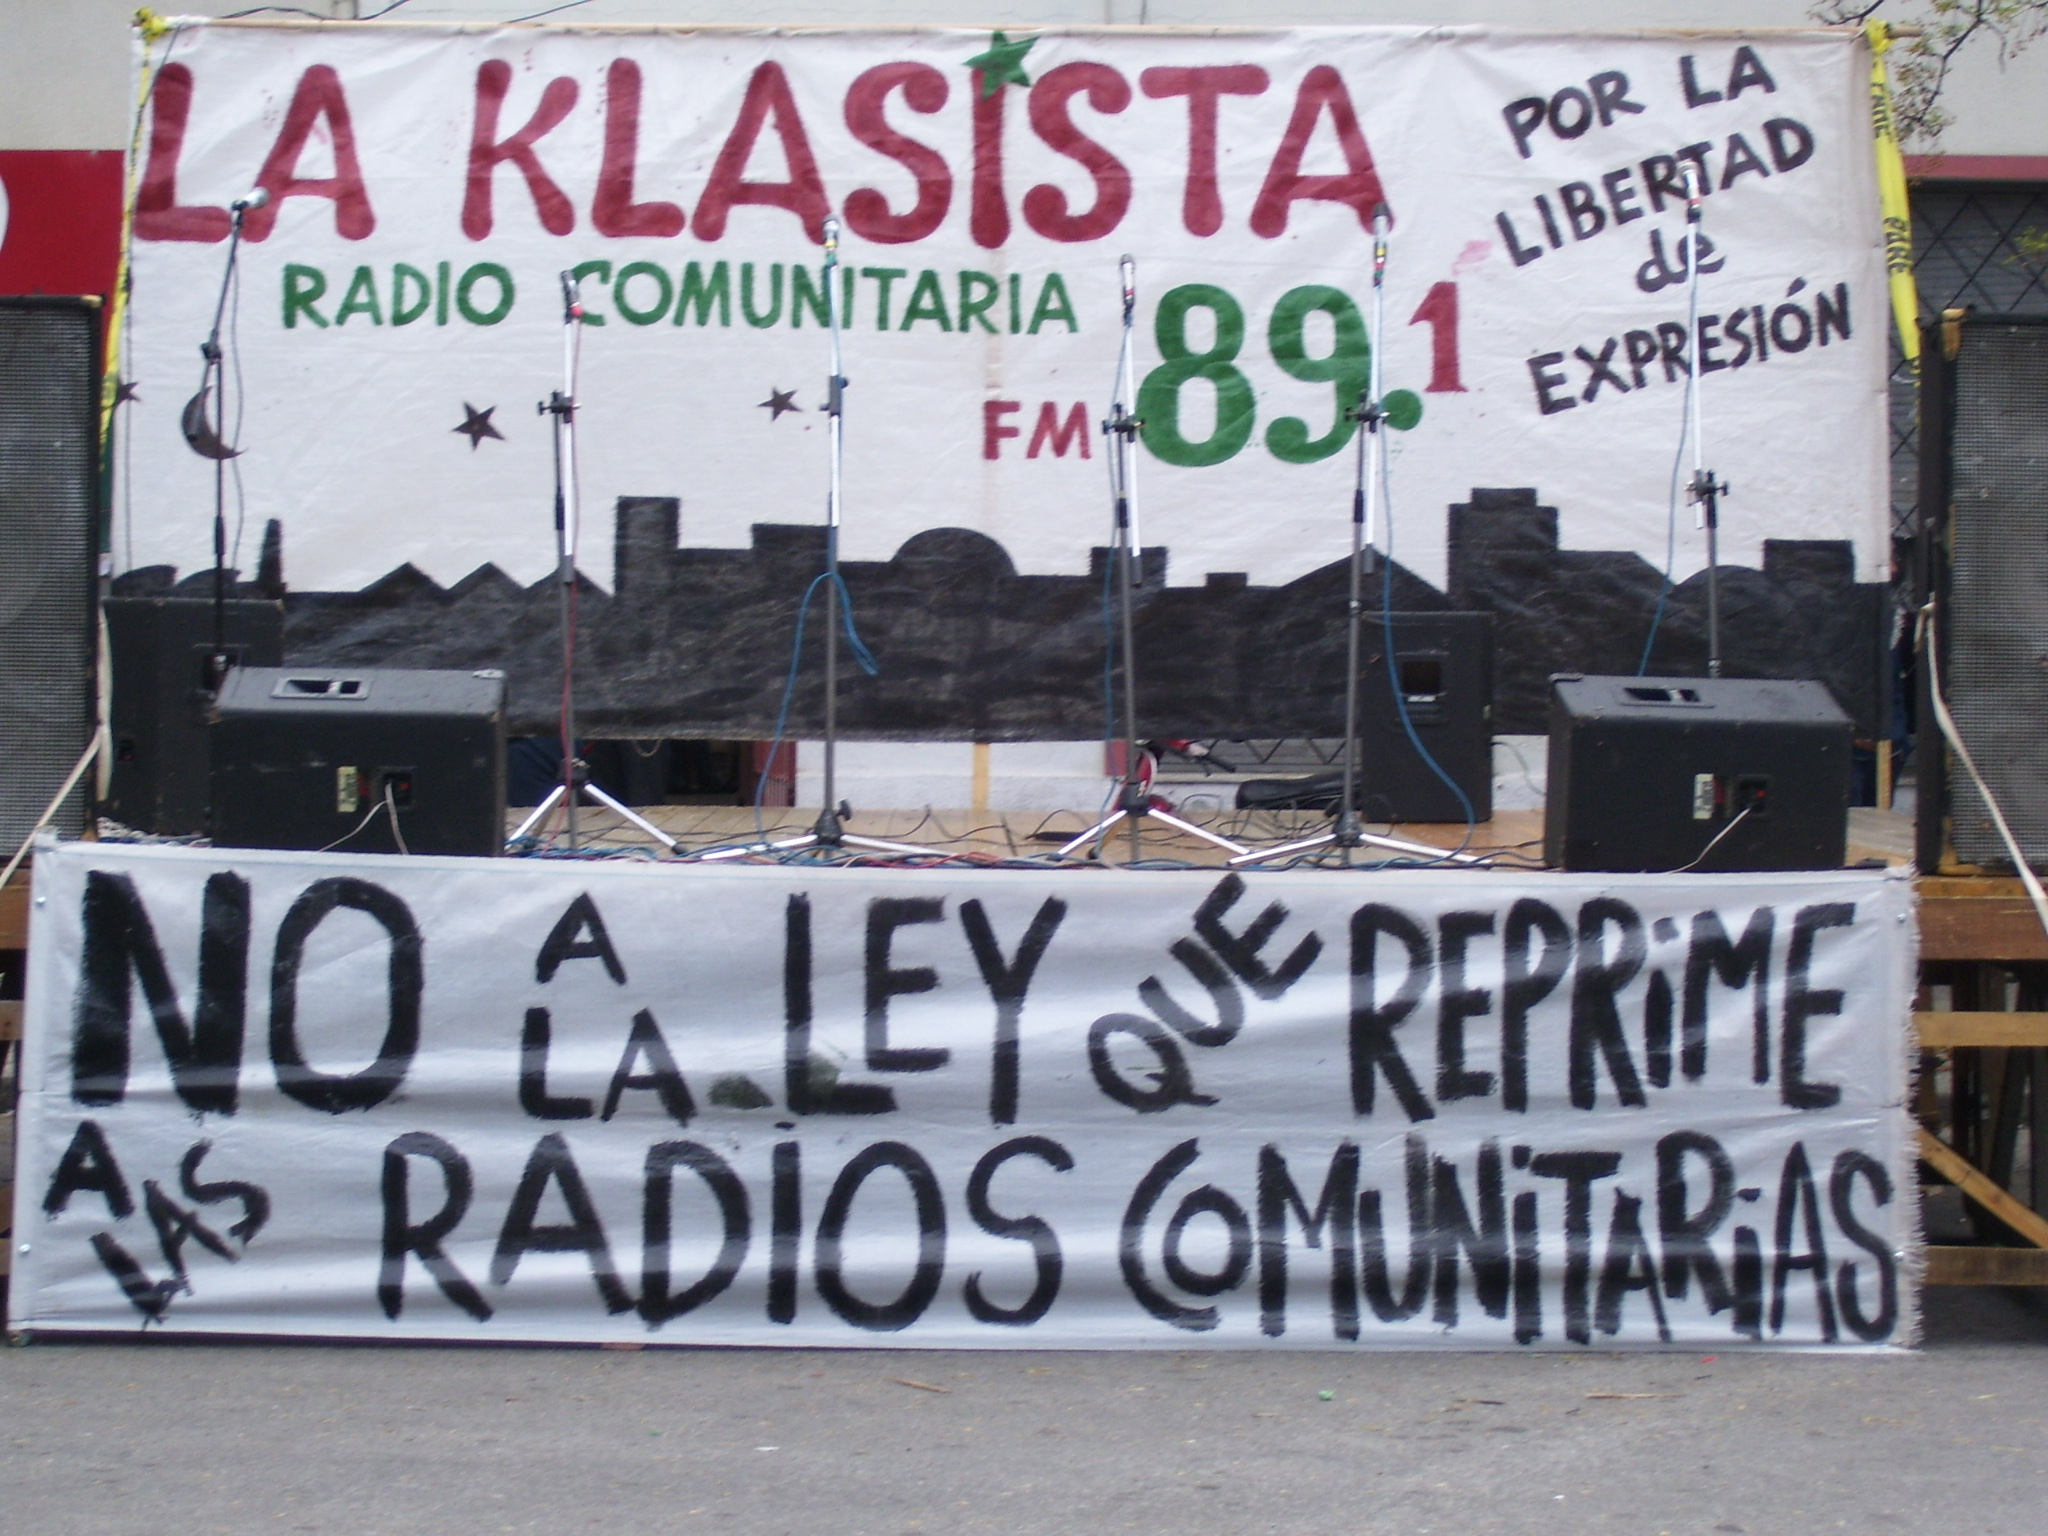 LA KLASISTA
RADIO COMUNITARIA
FM 89.1
POR LA
LIBERTAD
de
EXPRESIÓN
NO A LA LEY QUE REPRIME
A LAS RADIOS COMUNITARIAS